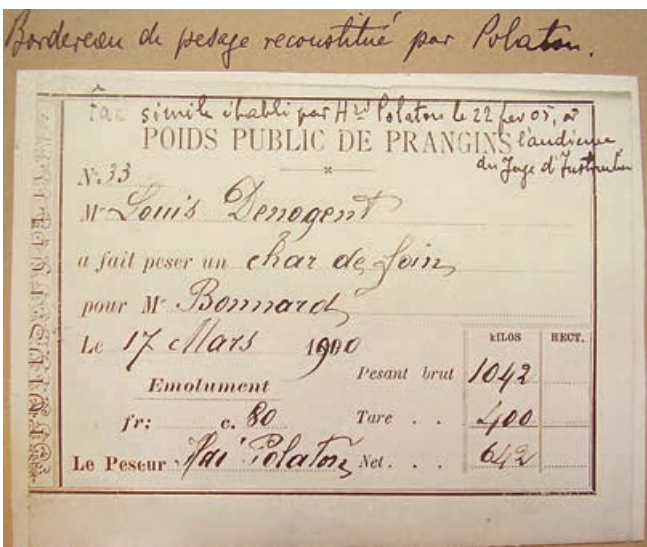 Bordereau de pesage reconstitué par Polaton.
Fac simile établi par Hri Polaton le 22 fev 05, à
POIDS PUBLIC DE PRANGINS l'audience
du Juge d'Instruction
No. 33
Mr Louis Denogent
a fait peser un char de foin
pour Mr Bonnard
Le 17 Mars 1900
KILOS HECT.
Emolument Pesant brut 1042
fr: c. 80 Tare . . 400
Le Peseur Hri Polaton Net. . . 642